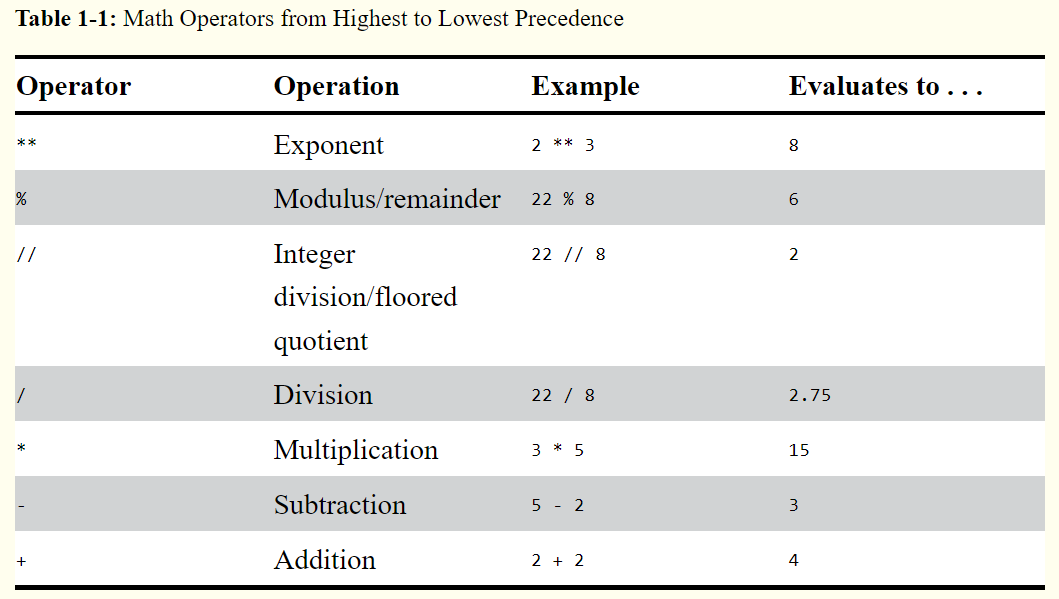 Table 1-1: Math Operators from Highest to Lowest Precedence
Operator Operation Example Evaluates to . . .
** Exponent 2 ** 3 8
% Modulus/remainder 22 % 8 6
// Integer 22 // 8 2
division/floored
quotient
/ Division 22 / 8 2.75
* Multiplication 3 * 5 15
- Subtraction 5 - 2 3
+ Addition 2 + 2 4